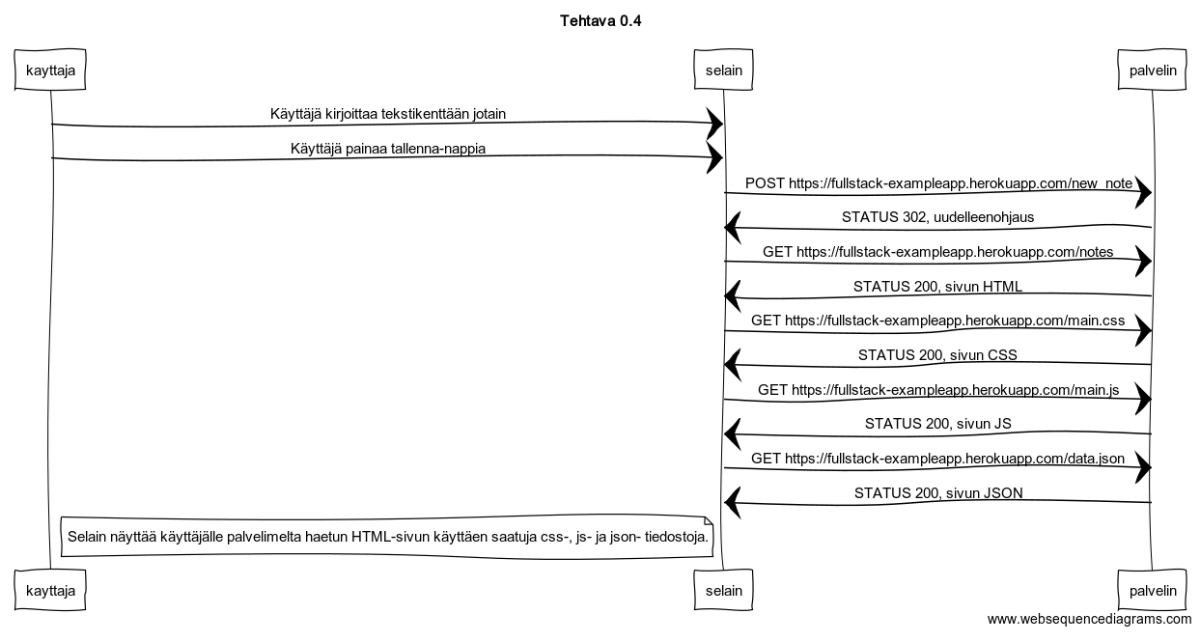 Tehtava 0.4
kayttaja
selain
palvelin
Käyttäjä kirjoittaa tekstikenttään jotain
Käyttäjä painaa tallenna-nappia
POST https://fullstack-exampleapp.herokuapp.com/new_note
STATUS 302, uudelleenohjaus
GET https://fullstack-exampleapp.herokuapp.com/notes
STATUS 200, sivun HTML
GET https://fullstack-exampleapp.herokuapp.com/main.css
STATUS 200, sivun CSS
GET https://fullstack-exampleapp.herokuapp.com/main.js
STATUS 200, sivun JS
GET https://fullstack-exampleapp.herokuapp.com/data.json
STATUS 200, sivun JSON
Selain näyttää käyttäjälle palvelimelta haetun HTML-sivun käyttäen saatuja css-, js- ja json- tiedostoja.
kayttaja
selain
palvelin
www.websequencediagrams.com